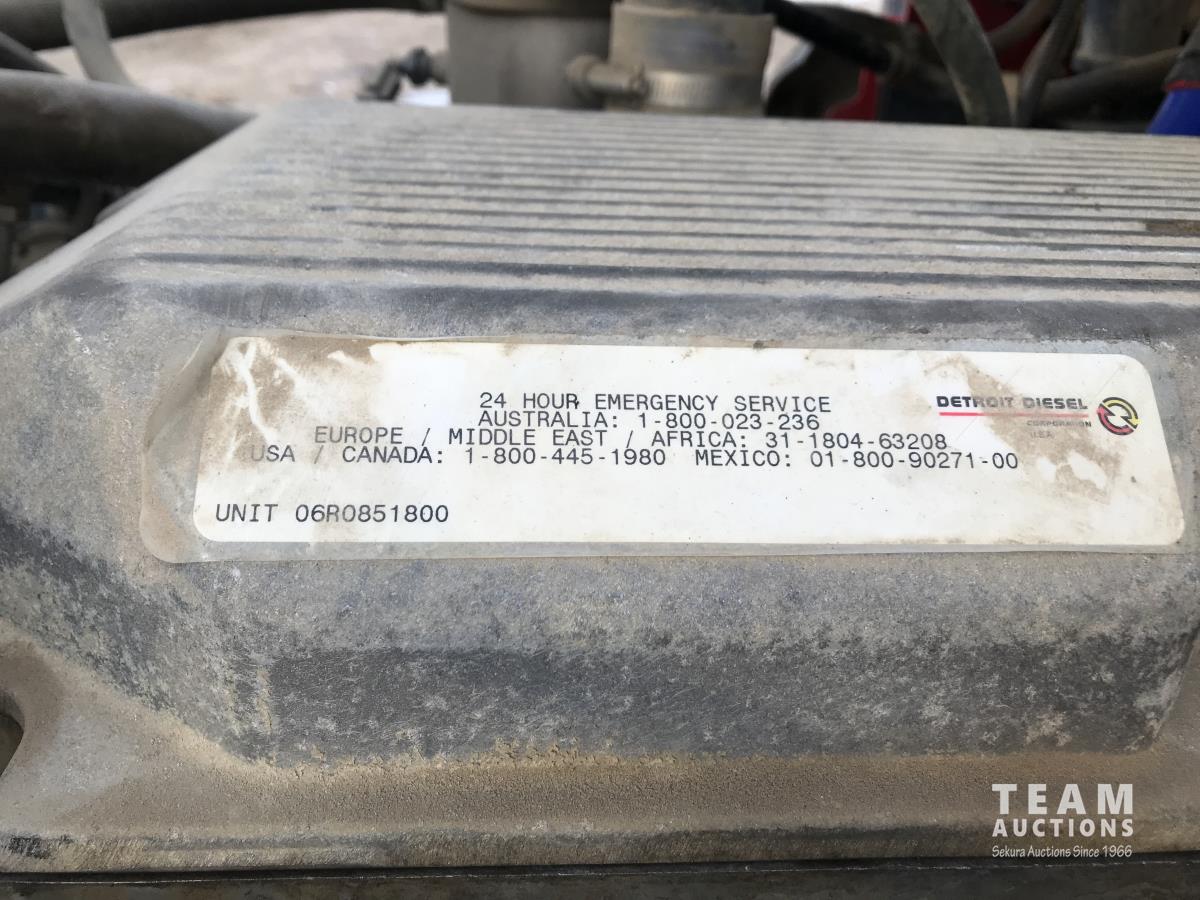 24 HOUR EMERGENCY SERVICE
AUSTRALIA: 1-800-023-236
EUROPE / MIDDLE EAST / AFRICA: 31-1804-63208
USA / CANADA: 1-800-445-1980 MEXICO: 01-800-90271-00
UNIT 06R0851800
DETROIT DIESEL
CORPORATION
U.S.A.
TEAM
AUCTIONS
Sekura Auctions Since 1966